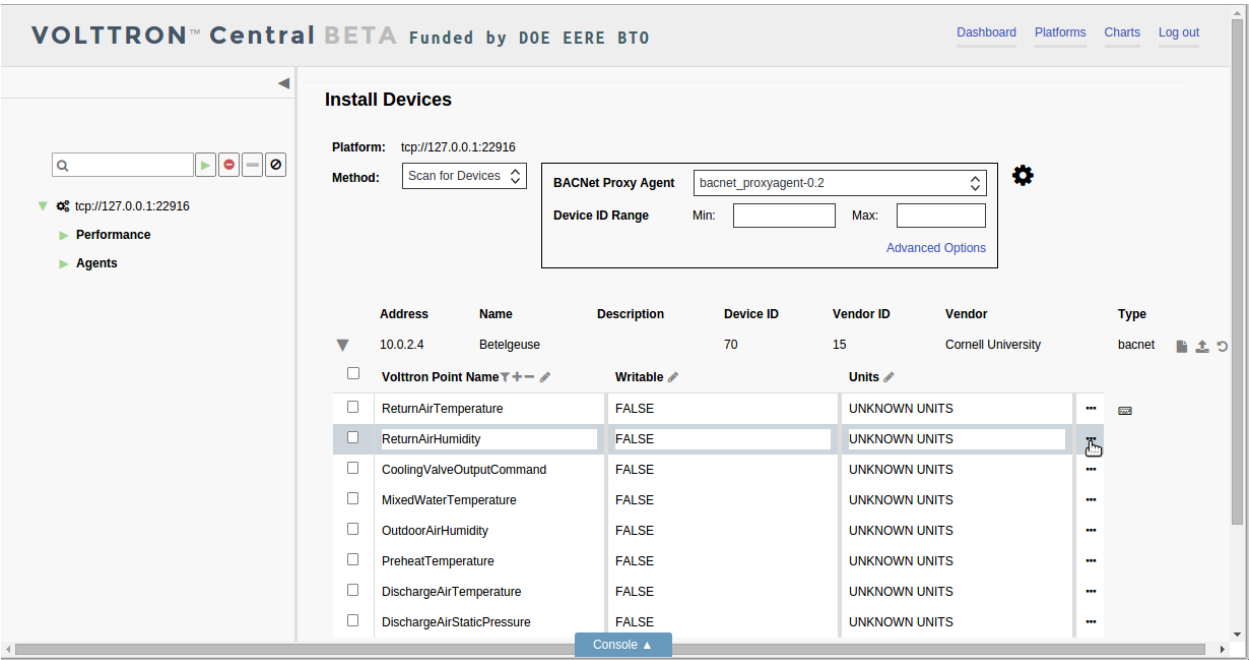 VOLTTRON™ Central BETA Funded by DOE EERE BTO
Dashboard Platforms Charts Log out
Install Devices
Platform: tcp://127.0.0.1:22916
Method: Scan for Devices
BACNet Proxy Agent bacnet_proxyagent-0.2
Device ID Range Min: Max:
Advanced Options
tcp://127.0.0.1:22916
Performance
Agents
Address Name Description Device ID Vendor ID Vendor Type
10.0.2.4 Betelgeuse 70 15 Cornell University bacnet
Volttron Point Name Writable Units
ReturnAirTemperature FALSE UNKNOWN UNITS
ReturnAirHumidity FALSE UNKNOWN UNITS
CoolingValveOutputCommand FALSE UNKNOWN UNITS
MixedWaterTemperature FALSE UNKNOWN UNITS
OutdoorAirHumidity FALSE UNKNOWN UNITS
PreheatTemperature FALSE UNKNOWN UNITS
DischargeAirTemperature FALSE UNKNOWN UNITS
DischargeAirStaticPressure FALSE UNKNOWN UNITS
Console ▲